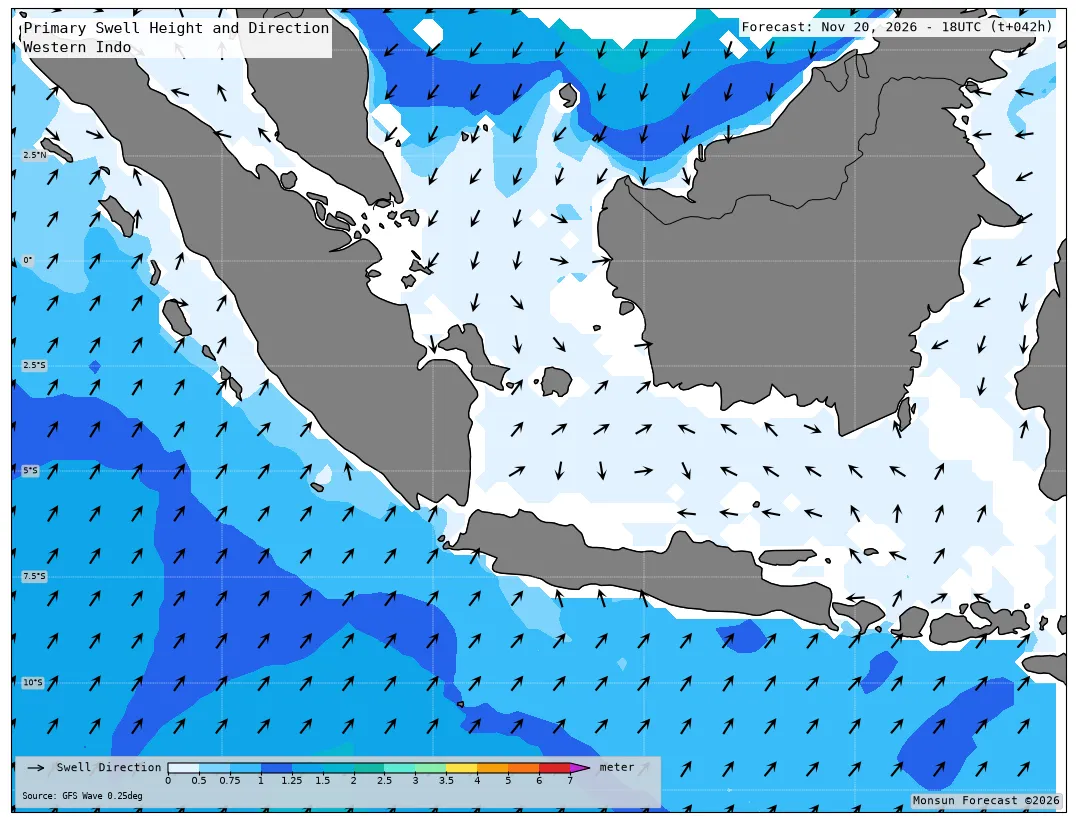 Primary Swell Height and Direction
Western Indo
Forecast: Nov 20, 2026 - 18UTC (t+042h)
2.5°N
0°
2.5°S
5°S
7.5°S
10°S
Swell Direction
0 0.5 0.75 1 1.25 1.5 2 2.5 3 3.5 4 5 6 7
meter
Source: GFS Wave 0.25deg
Monsun Forecast ©2026